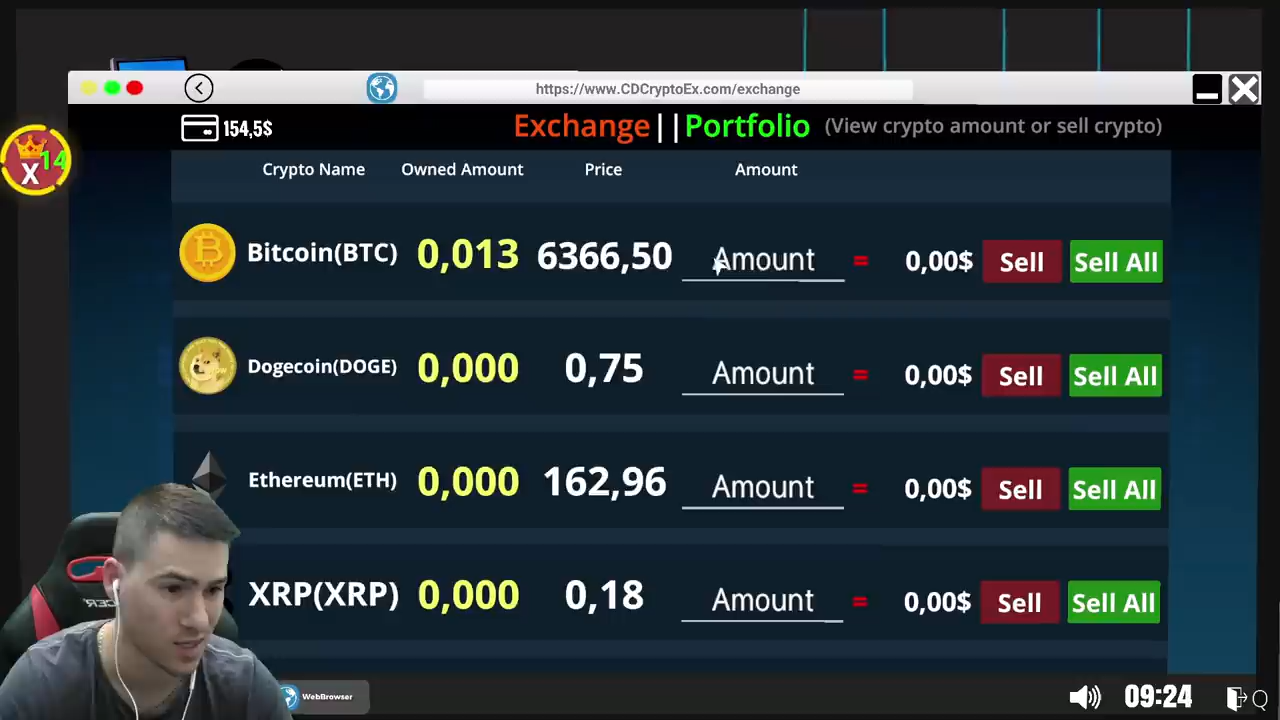 https://www.CDCryptoEx.com/exchange
154,5$
Exchange||Portfolio (View crypto amount or sell crypto)
X 14
Crypto Name Owned Amount Price Amount
Bitcoin(BTC) 0,013 6366,50 Amount = 0,00$ Sell Sell All
Dogecoin(DOGE) 0,000 0,75 Amount = 0,00$ Sell Sell All
Ethereum(ETH) 0,000 162,96 Amount = 0,00$ Sell Sell All
XRP(XRP) 0,000 0,18 Amount = 0,00$ Sell Sell All
WebBrowser
09:24
Q